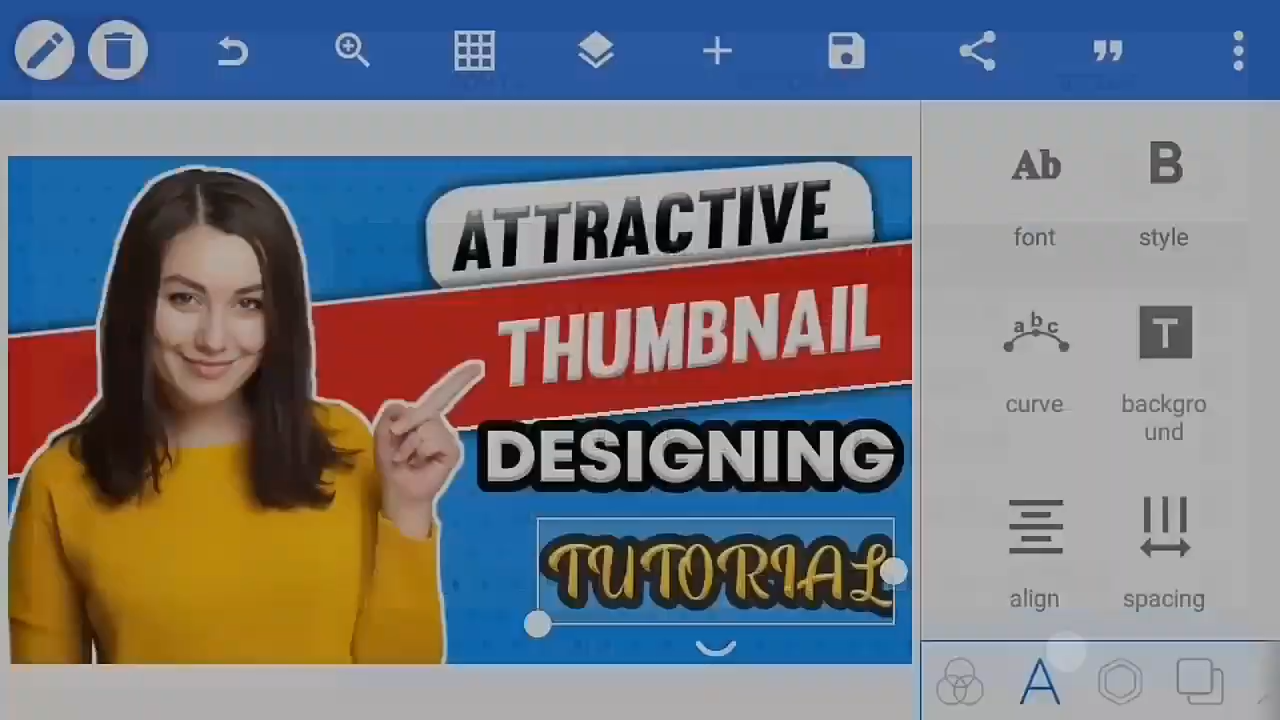 ATTRACTIVE
THUMBNAIL
DESIGNING
TUTORIAL
Ab
B
font
style
abc
T
curve
backgro
und
align
spacing
A